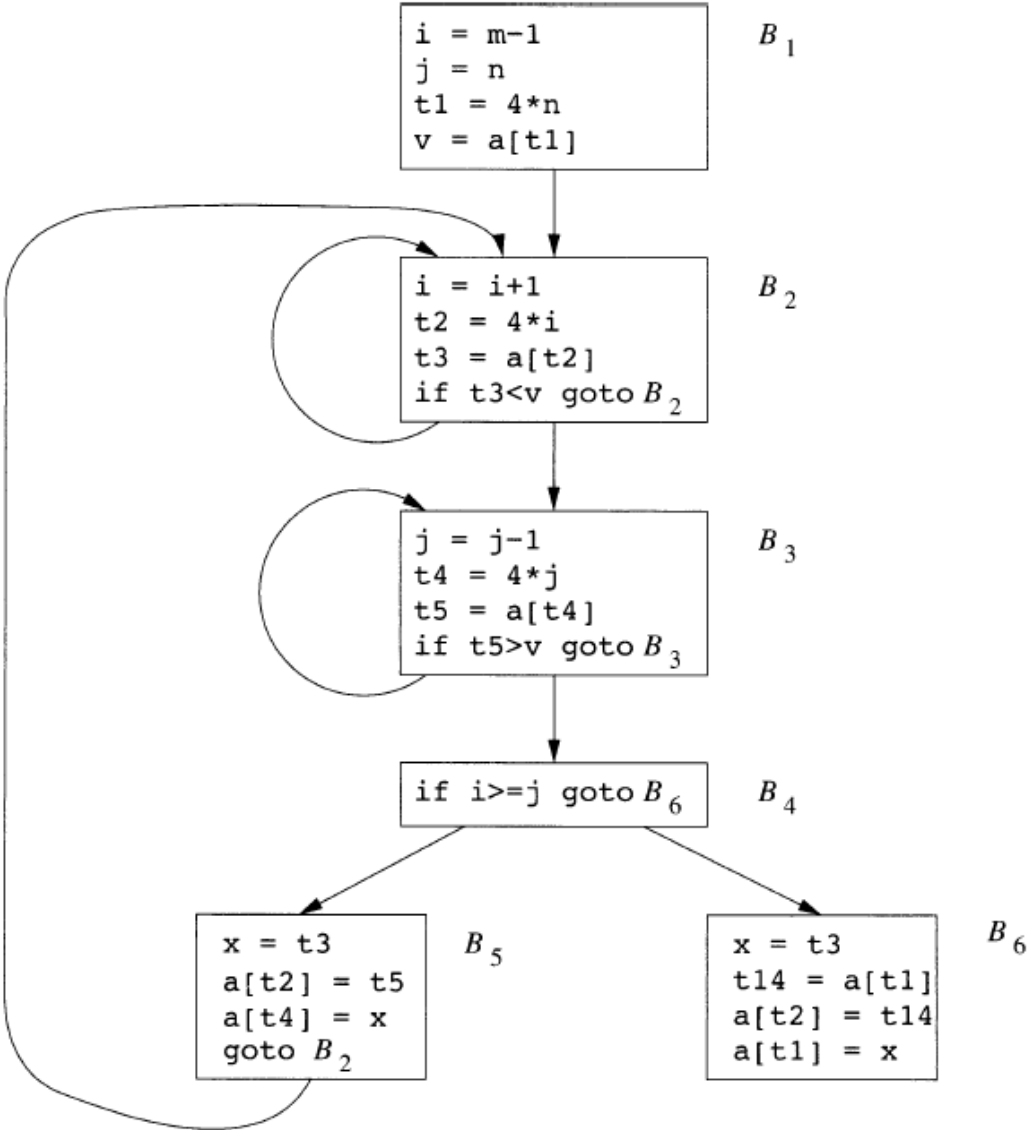 i = m-1
j = n
t1 = 4*n
v = a[t1]
B1
i = i+1
t2 = 4*i
t3 = a[t2]
if t3<v goto B2
B2
j = j-1
t4 = 4*j
t5 = a[t4]
if t5>v goto B3
B3
if i>=j goto B6
B4
x = t3
a[t2] = t5
a[t4] = x
goto B2
B5
x = t3
t14 = a[t1]
a[t2] = t14
a[t1] = x
B6